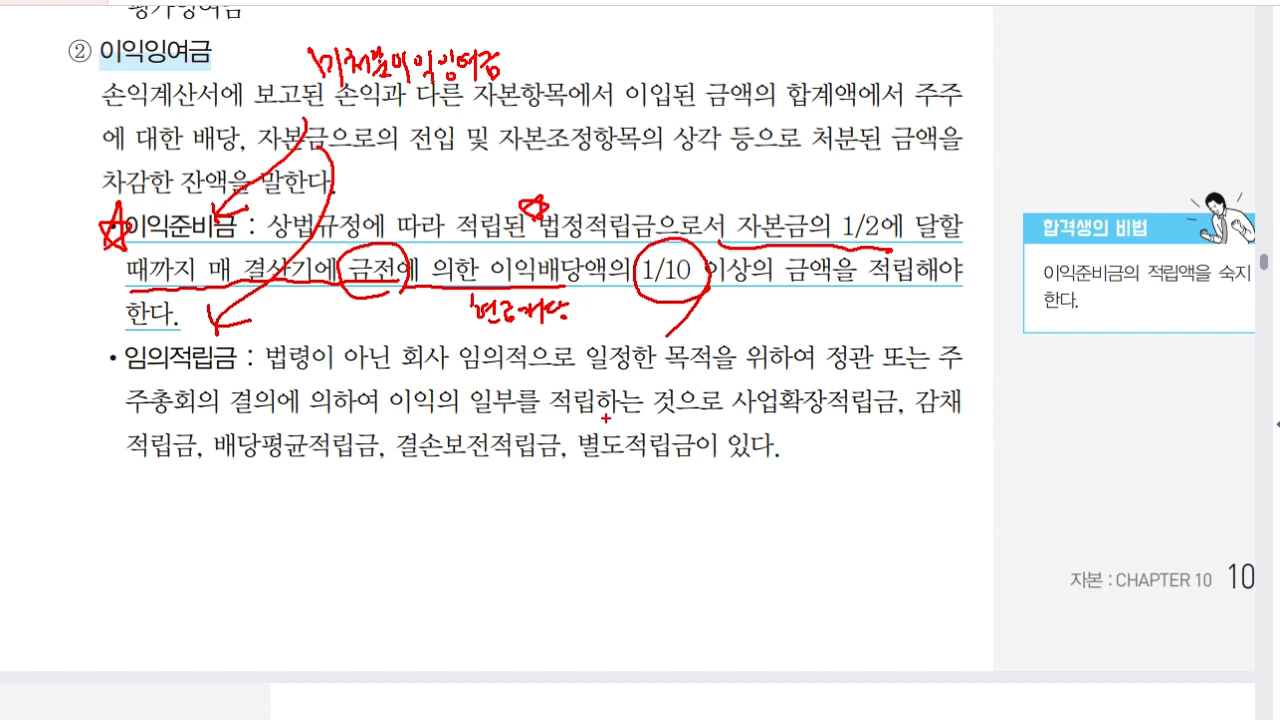 ② 이익잉여금
미처분이익잉여금
손익계산서에 보고된 손익과 다른 자본항목에서 이입된 금액의 합계액에서 주주
에 대한 배당, 자본금으로의 전입 및 자본조정항목의 상각 등으로 처분된 금액을
차감한 잔액을 말한다.
• 이익준비금 : 상법규정에 따라 적립된 법정적립금으로서 자본금의 1/2에 달할
때까지 매 결산기에 금전에 의한 이익배당액의 1/10 이상의 금액을 적립해야
한다.
현금배당
• 임의적립금 : 법령이 아닌 회사 임의적으로 일정한 목적을 위하여 정관 또는 주
주총회의 결의에 의하여 이익의 일부를 적립하는 것으로 사업확장적립금, 감채
적립금, 배당평균적립금, 결손보전적립금, 별도적립금이 있다.
합격생의 비법
이익준비금의 적립액을 숙지
한다.
자본 : CHAPTER 10 10